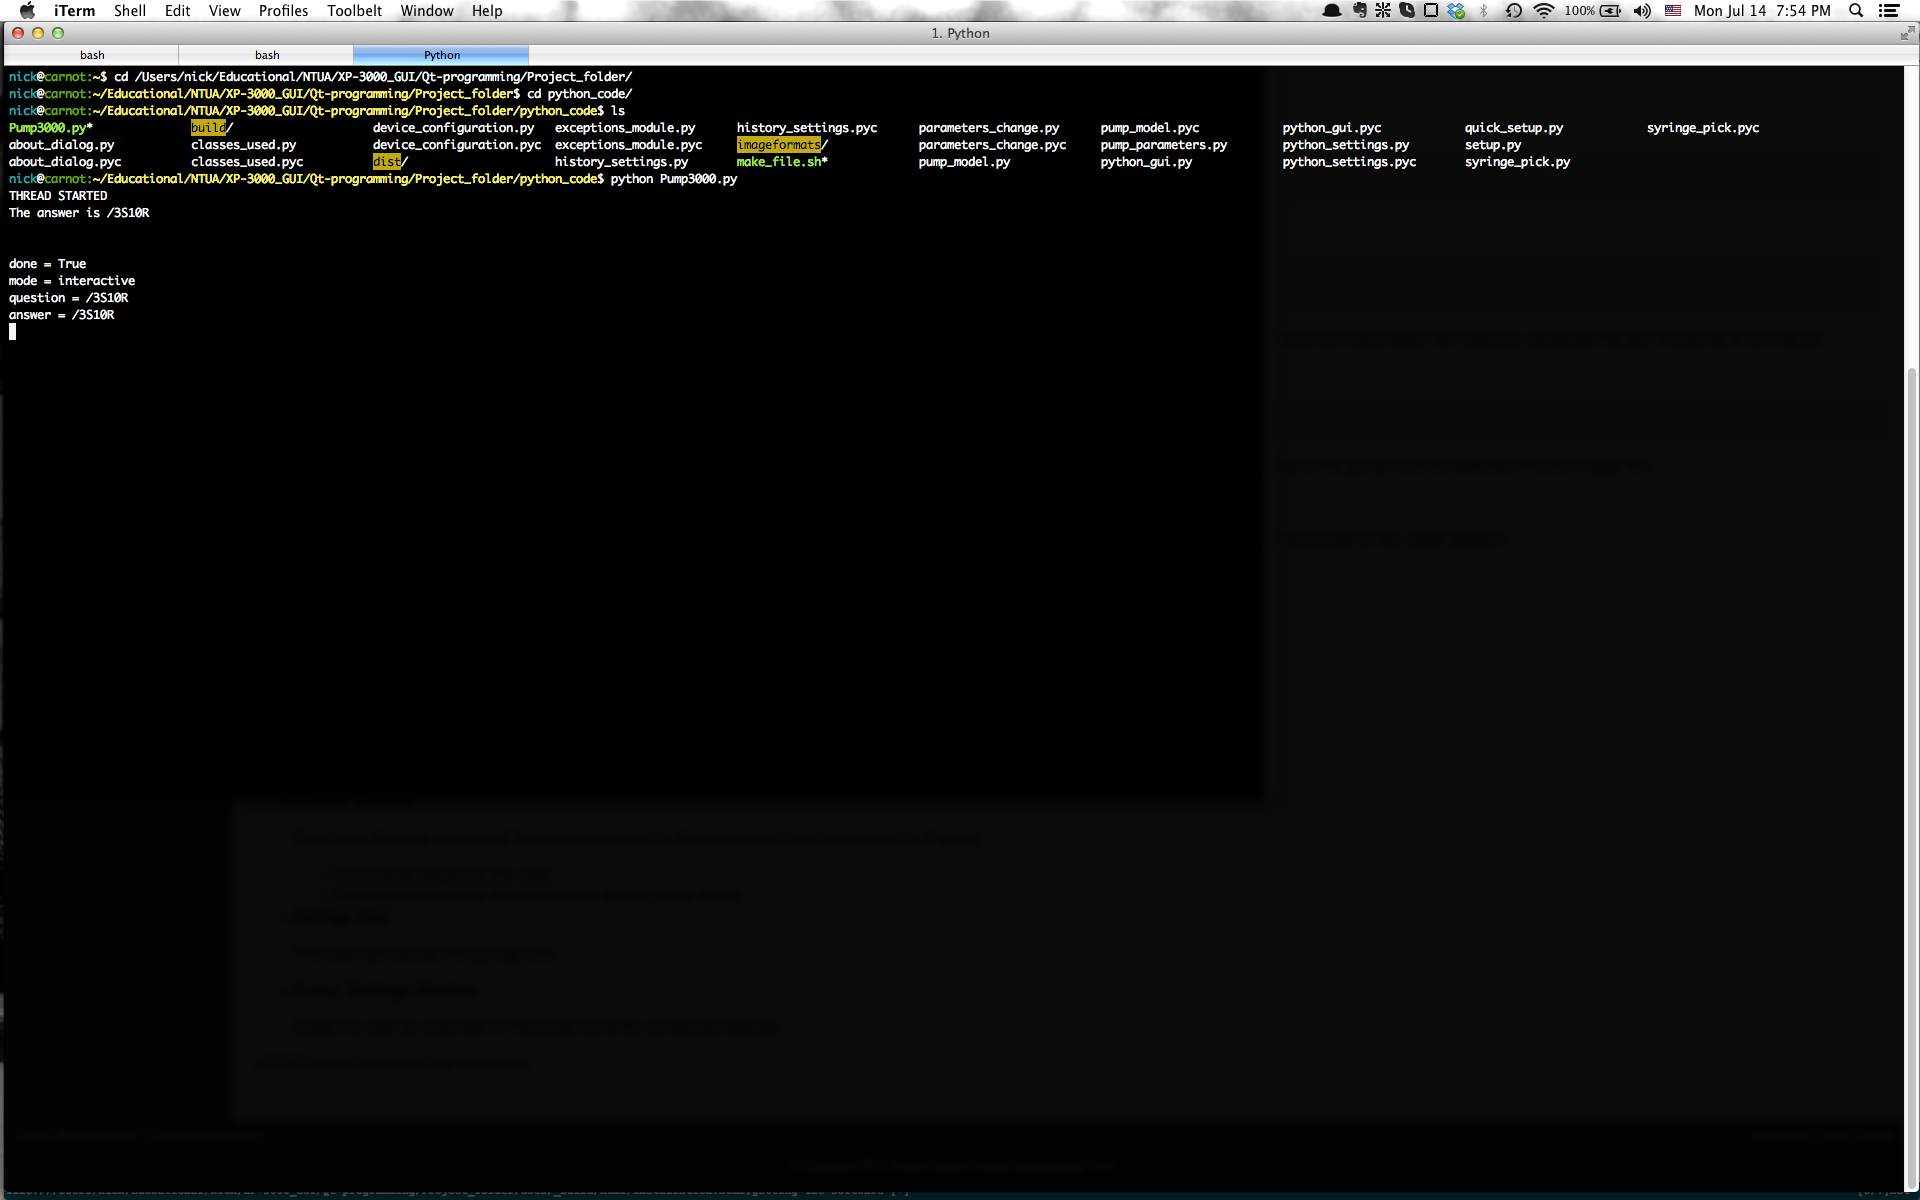 iTerm Shell Edit View Profiles Toolbelt Window Help 100% Mon Jul 14 7:54 PM
1. Python
bash bash Python
nick@carnot:~$ cd /Users/nick/Educational/NTUA/XP-3000_GUI/Qt-programming/Project_folder/
nick@carnot:~/Educational/NTUA/XP-3000_GUI/Qt-programming/Project_folder$ cd python_code/
nick@carnot:~/Educational/NTUA/XP-3000_GUI/Qt-programming/Project_folder/python_code$ ls
Pump3000.py* build/ device_configuration.py exceptions_module.py history_settings.pyc parameters_change.py pump_model.pyc python_gui.pyc quick_setup.py syringe_pick.pyc
about_dialog.py classes_used.py device_configuration.pyc exceptions_module.pyc imageformats/ parameters_change.pyc pump_parameters.py python_settings.py setup.py
about_dialog.pyc classes_used.pyc dist/ history_settings.py make_file.sh* pump_model.py python_gui.py python_settings.pyc syringe_pick.py
nick@carnot:~/Educational/NTUA/XP-3000_GUI/Qt-programming/Project_folder/python_code$ python Pump3000.py
THREAD STARTED
The answer is /3S10R
done = True
mode = interactive
question = /3S10R
answer = /3S10R